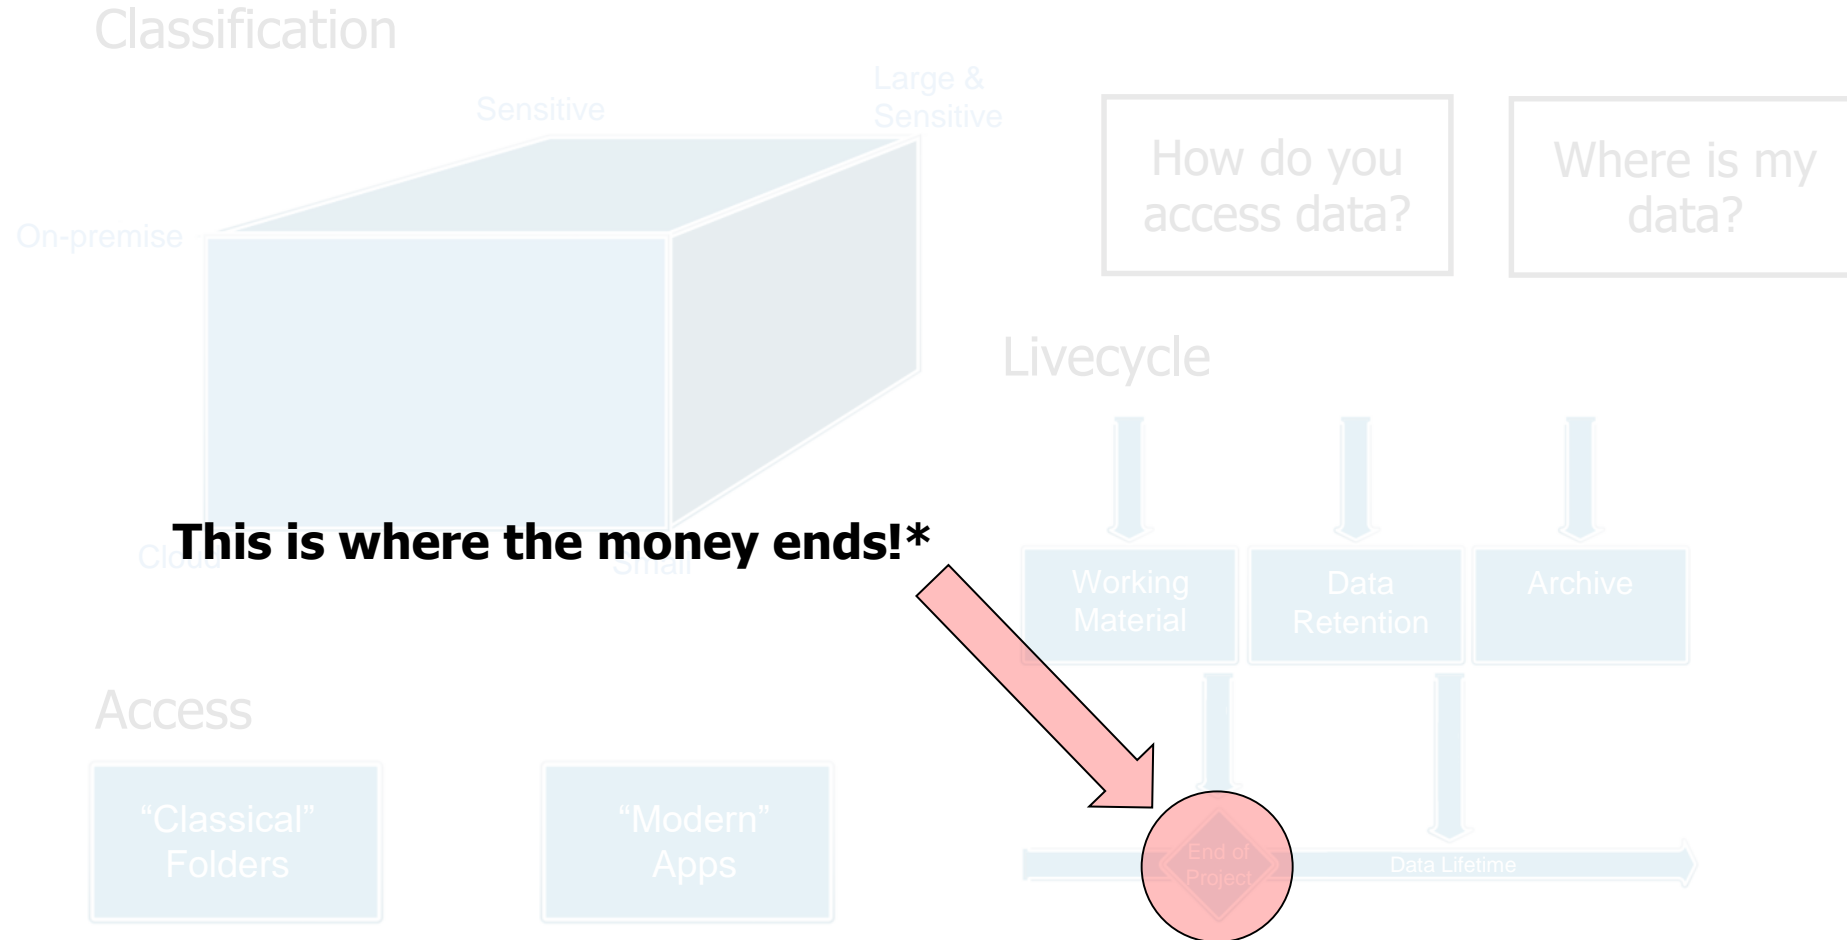 Classification
Large &
Sensitive
Sensitive
How do you
access data?
Where is my
data?
On-premise
Livecycle
This is where the money ends!*
Cloud
Small
Working
Material
Data
Retention
Archive
Access
“Classical”
Folders
“Modern”
Apps
End of
Project
Data Lifetime